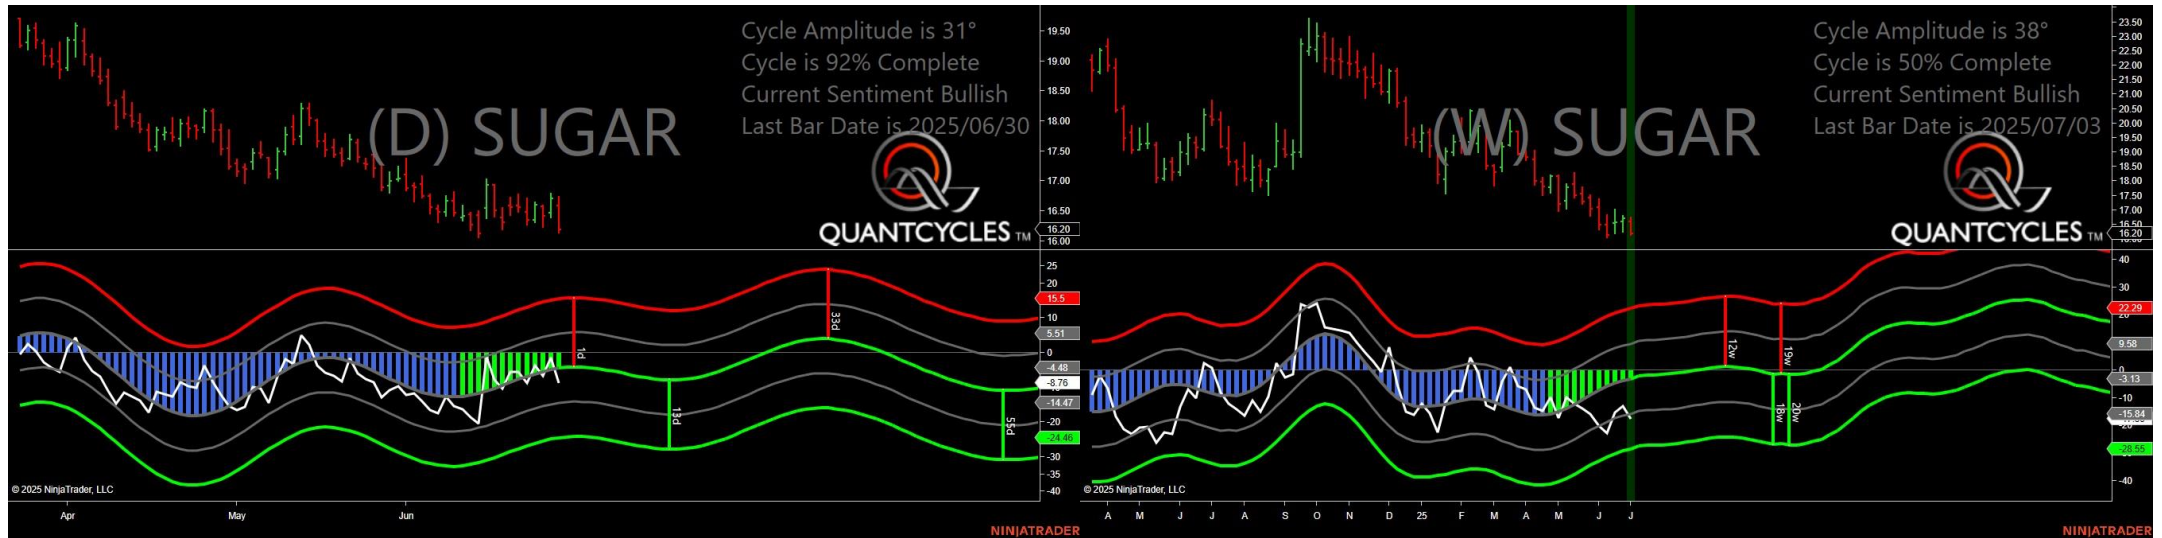 Cycle Amplitude is 31°
Cycle is 92% Complete
Current Sentiment Bullish
Last Bar Date is 2025/06/30
(D) SUGAR
QUANTCYCLES TM
19.50
19.00
18.50
18.00
17.50
17.00
16.50
16.20
16.00
25
20
15.5
10
5.51
0
-4.48
-8.76
-14.47
-20
-24.46
-30
-35
-40
1d
13d
33d
55d
© 2025 NinjaTrader, LLC
Apr
May
Jun
NINJATRADER
Cycle Amplitude is 38°
Cycle is 50% Complete
Current Sentiment Bullish
Last Bar Date is 2025/07/03
(W) SUGAR
QUANTCYCLES TM
23.50
23.00
22.50
22.00
21.50
21.00
20.50
20.00
19.50
19.00
18.50
18.00
17.50
17.00
16.50
16.20
40
30
22.29
9.58
0
-3.13
-10
-15.84
-28.55
-40
12w
19w
18w
20w
© 2025 NinjaTrader, LLC
A M J J A S O N D 25 F M A M J J
NINJATRADER